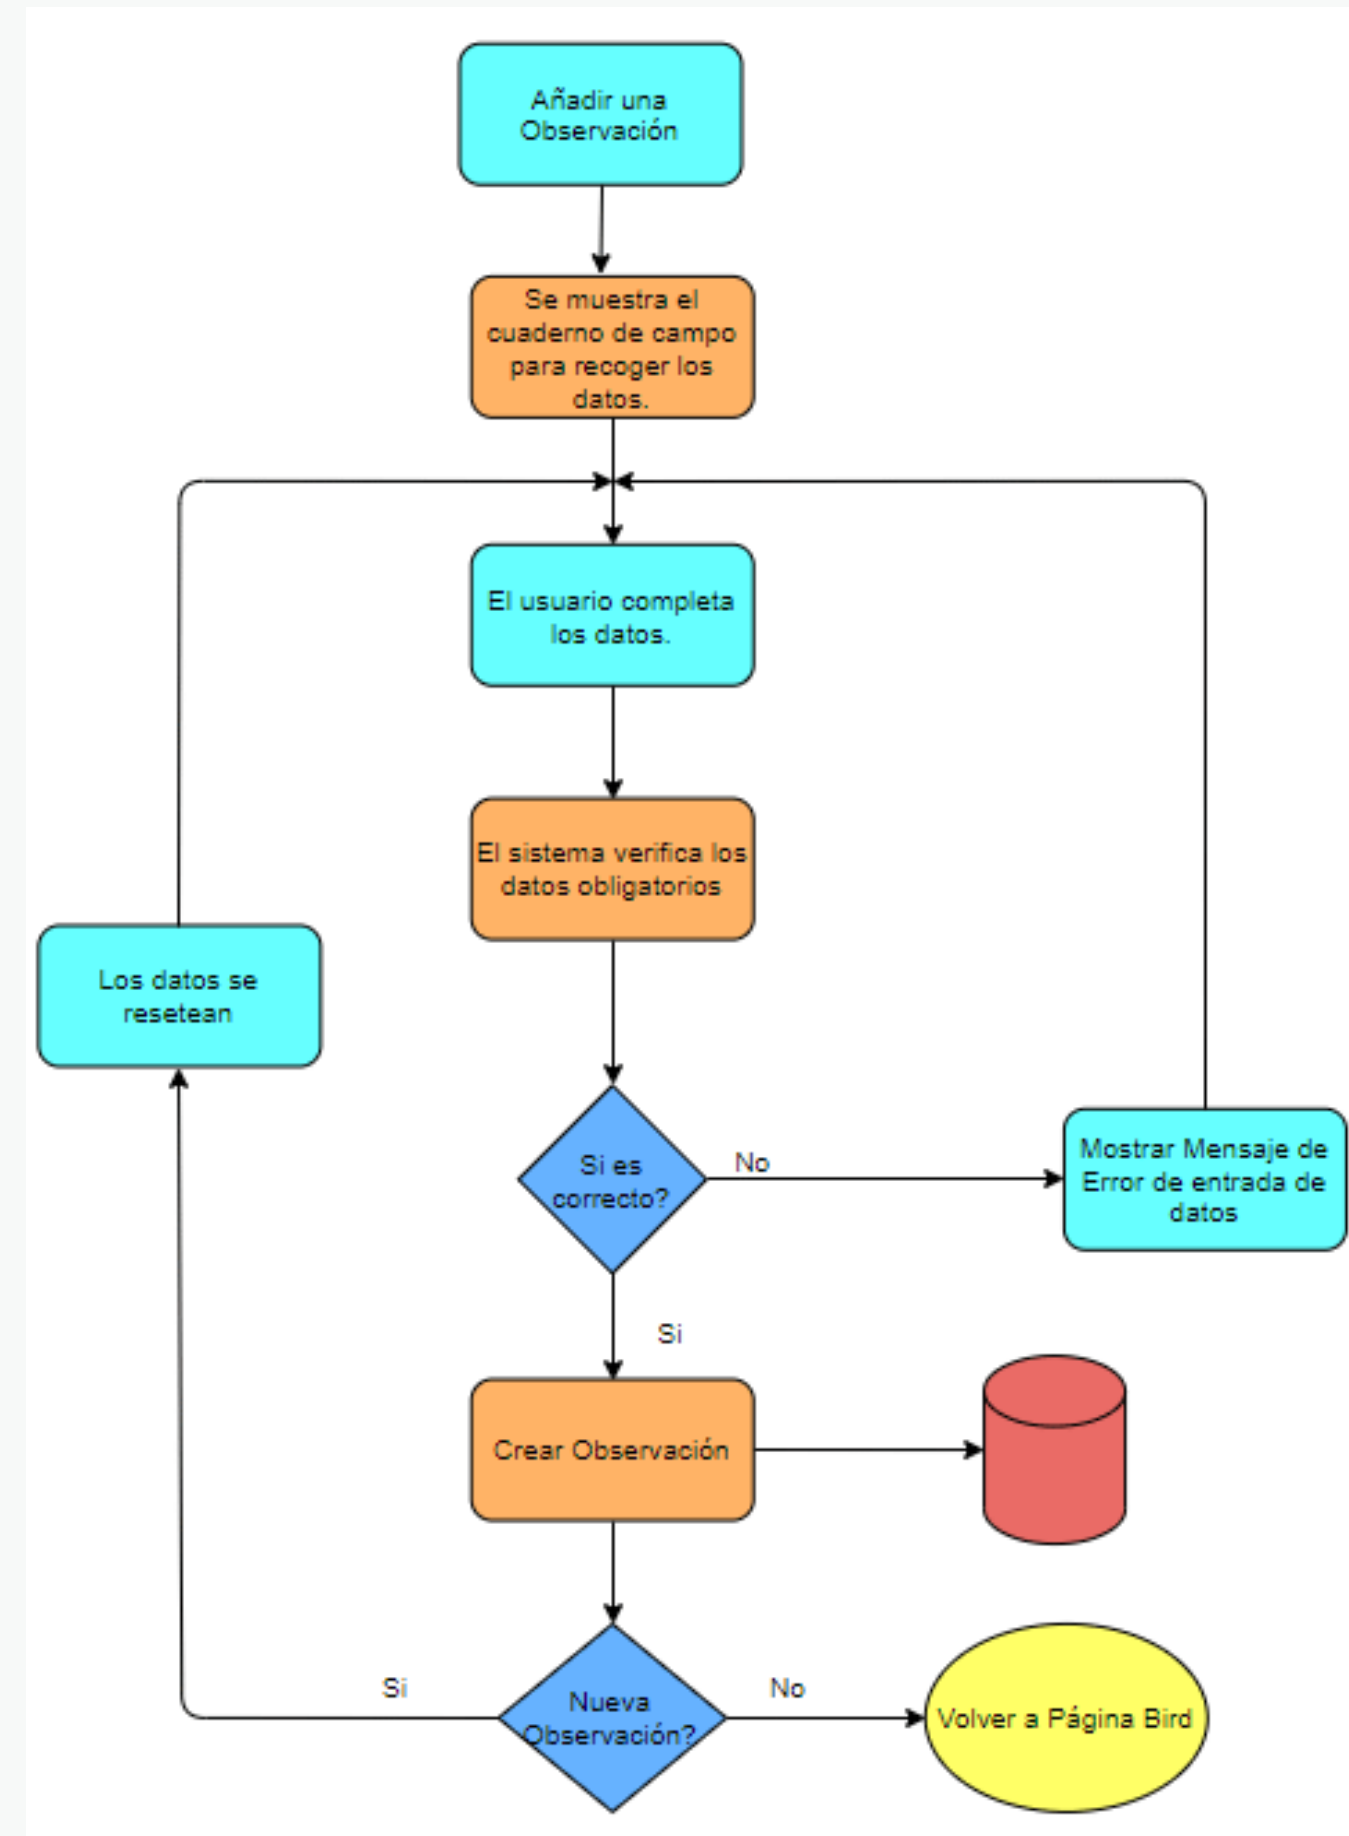 Añadir una
Observación
Se muestra el
cuaderno de campo
para recoger los
datos.
El usuario completa
los datos.
El sistema verifica los
datos obligatorios
Los datos se
resetean
Si es
correcto?
No
Mostrar Mensaje de
Error de entrada de
datos
Si
Crear Observación
Si
Nueva
Observación?
No
Volver a Página Bird